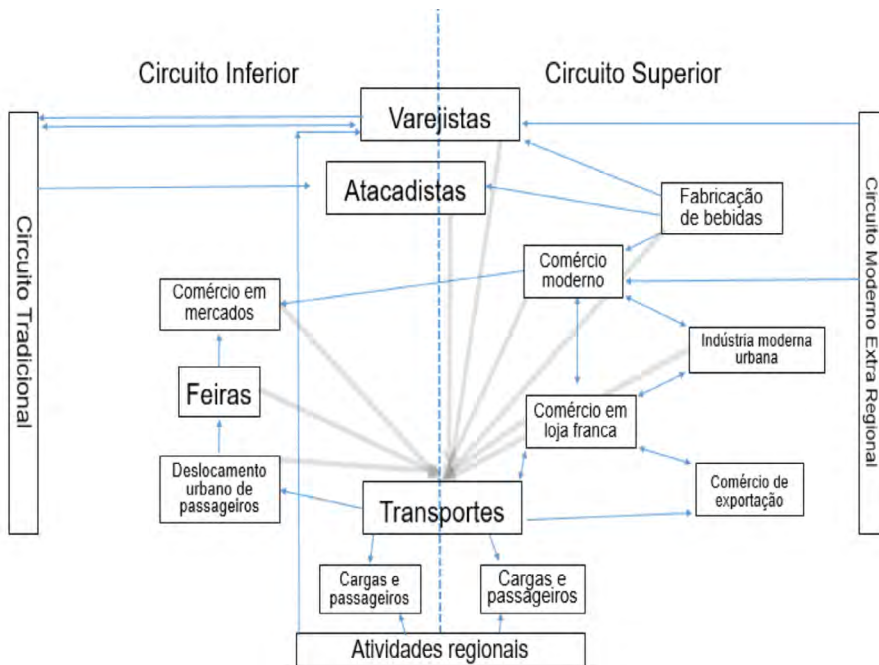 Circuito Inferior
Circuito Superior
Varejistas
Atacadistas
Fabricação
de bebidas
Circuito Tradicional
Circuito Moderno Extra Regional
Comércio
moderno
Comércio em
mercados
Indústria moderna
urbana
Feiras
Comércio em
loja franca
Deslocamento
urbano de
passageiros
Comércio de
exportação
Transportes
Cargas e
passageiros
Cargas e
passageiros
Atividades regionais